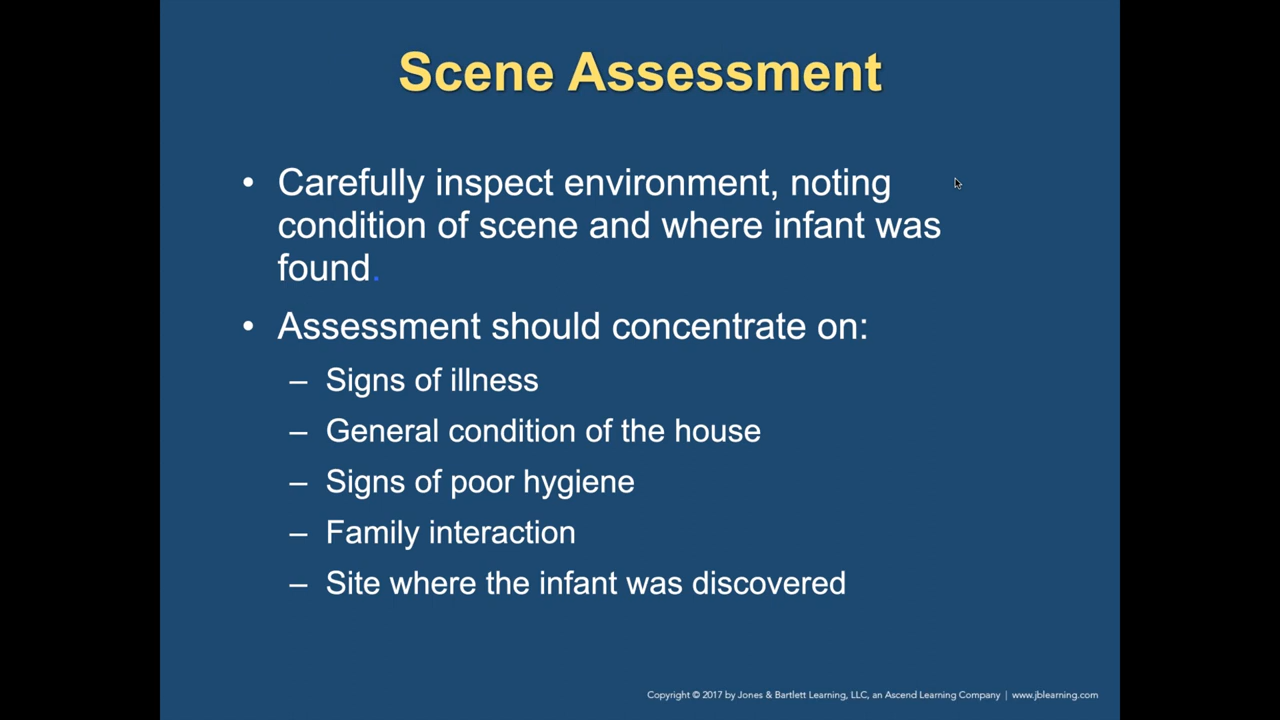 Scene Assessment
• Carefully inspect environment, noting
condition of scene and where infant was
found.
• Assessment should concentrate on:
– Signs of illness
– General condition of the house
– Signs of poor hygiene
– Family interaction
– Site where the infant was discovered
Copyright © 2017 by Jones & Bartlett Learning, LLC, an Ascend Learning Company | www.jblearning.com